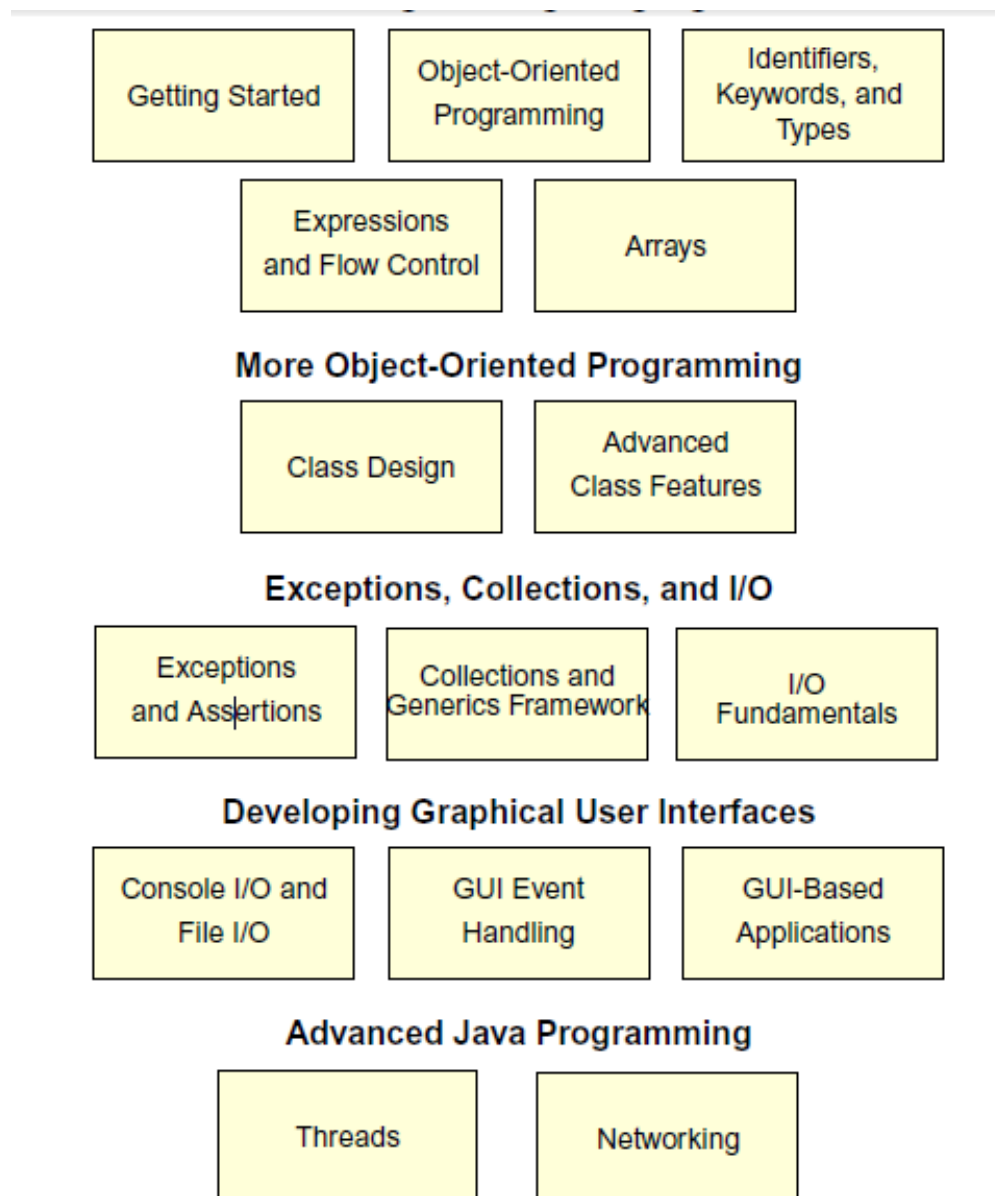 Getting Started
Object-Oriented
Programming
Identifiers,
Keywords, and
Types
Expressions
and Flow Control
Arrays
More Object-Oriented Programming
Class Design
Advanced
Class Features
Exceptions, Collections, and I/O
Exceptions
and Assertions
Collections and
Generics Framework
I/O
Fundamentals
Developing Graphical User Interfaces
Console I/O and
File I/O
GUI Event
Handling
GUI-Based
Applications
Advanced Java Programming
Threads
Networking